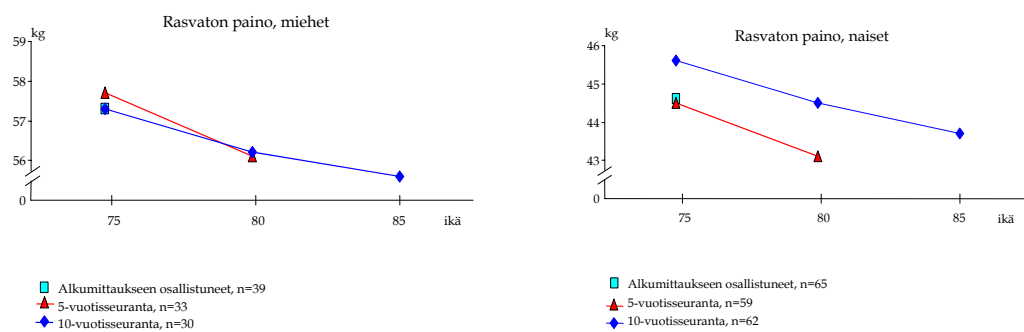 Rasvaton paino, miehet
kg
59
58
57
56
0
75
80
85
ikä
Alkumittaukseen osallistuneet, n=39
5-vuotisseuranta, n=33
10-vuotisseuranta, n=30
Rasvaton paino, naiset
kg
46
45
44
43
0
75
80
85
ikä
Alkumittaukseen osallistuneet, n=65
5-vuotisseuranta, n=59
10-vuotisseuranta, n=62